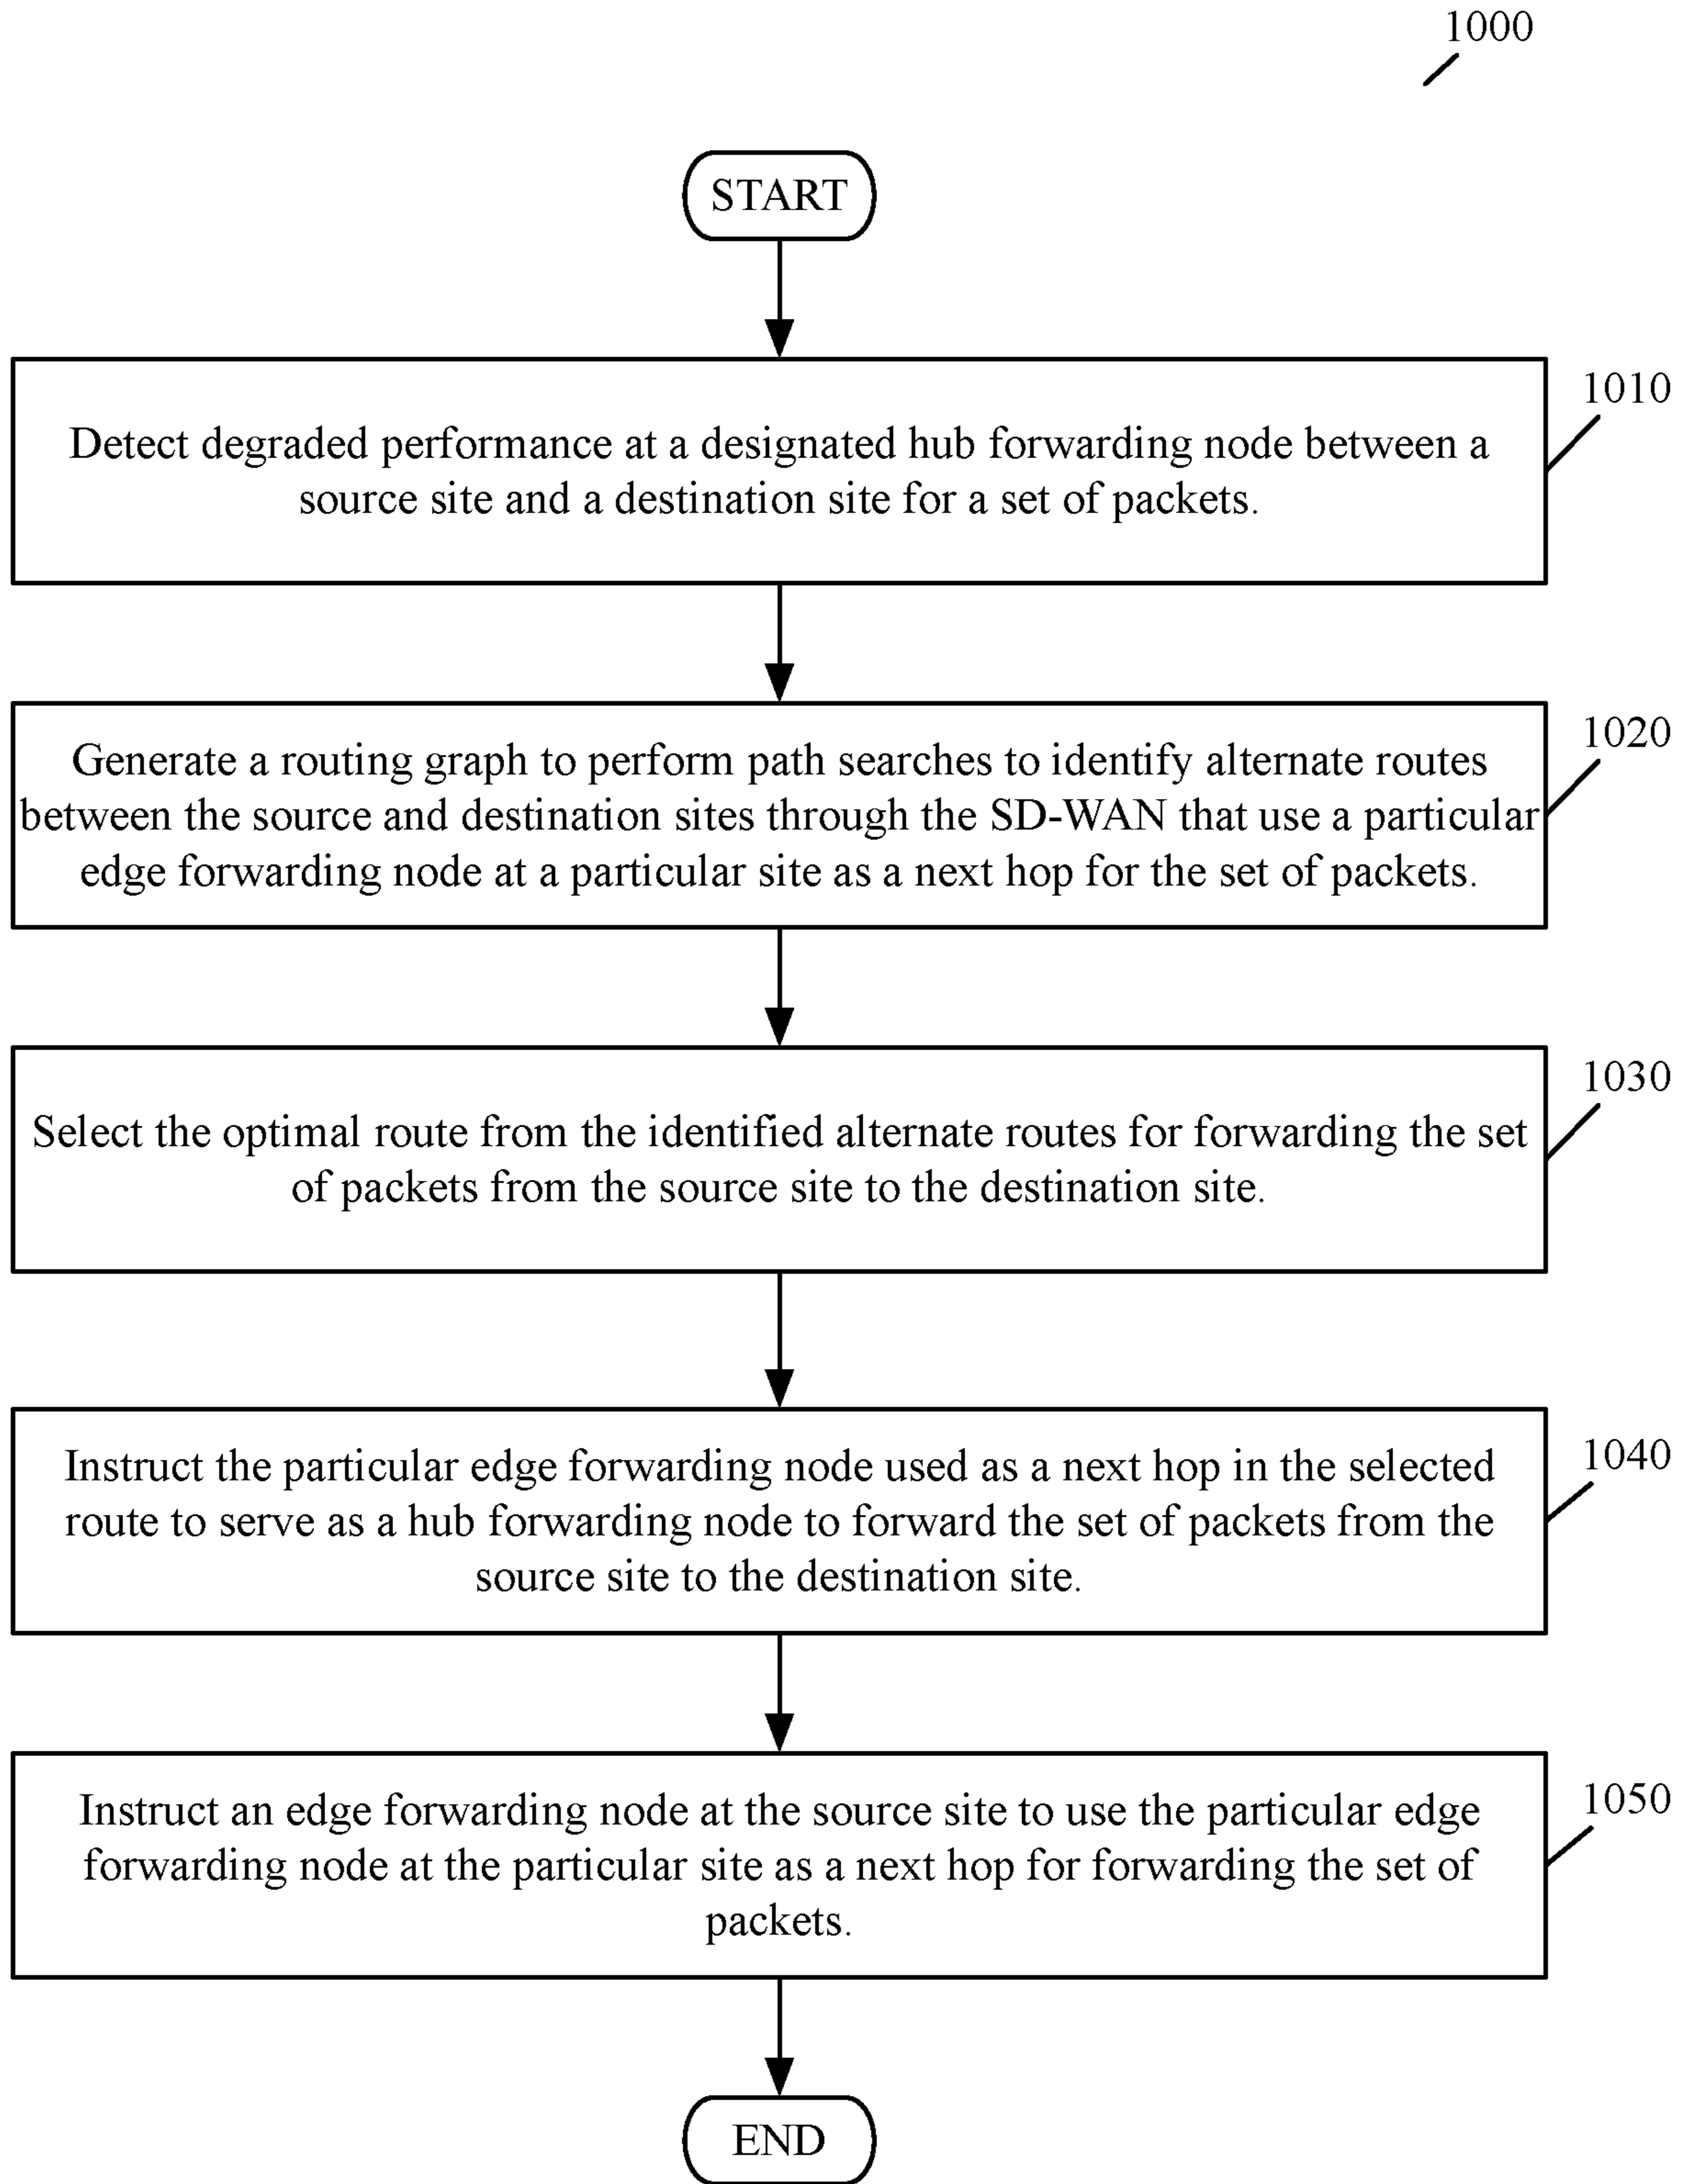 1000
START
1010
Detect degraded performance at a designated hub forwarding node between a
source site and a destination site for a set of packets.
1020
Generate a routing graph to perform path searches to identify alternate routes
between the source and destination sites through the SD-WAN that use a particular
edge forwarding node at a particular site as a next hop for the set of packets.
1030
Select the optimal route from the identified alternate routes for forwarding the set
of packets from the source site to the destination site.
1040
Instruct the particular edge forwarding node used as a next hop in the selected
route to serve as a hub forwarding node to forward the set of packets from the
source site to the destination site.
1050
Instruct an edge forwarding node at the source site to use the particular edge
forwarding node at the particular site as a next hop for forwarding the set of
packets.
END